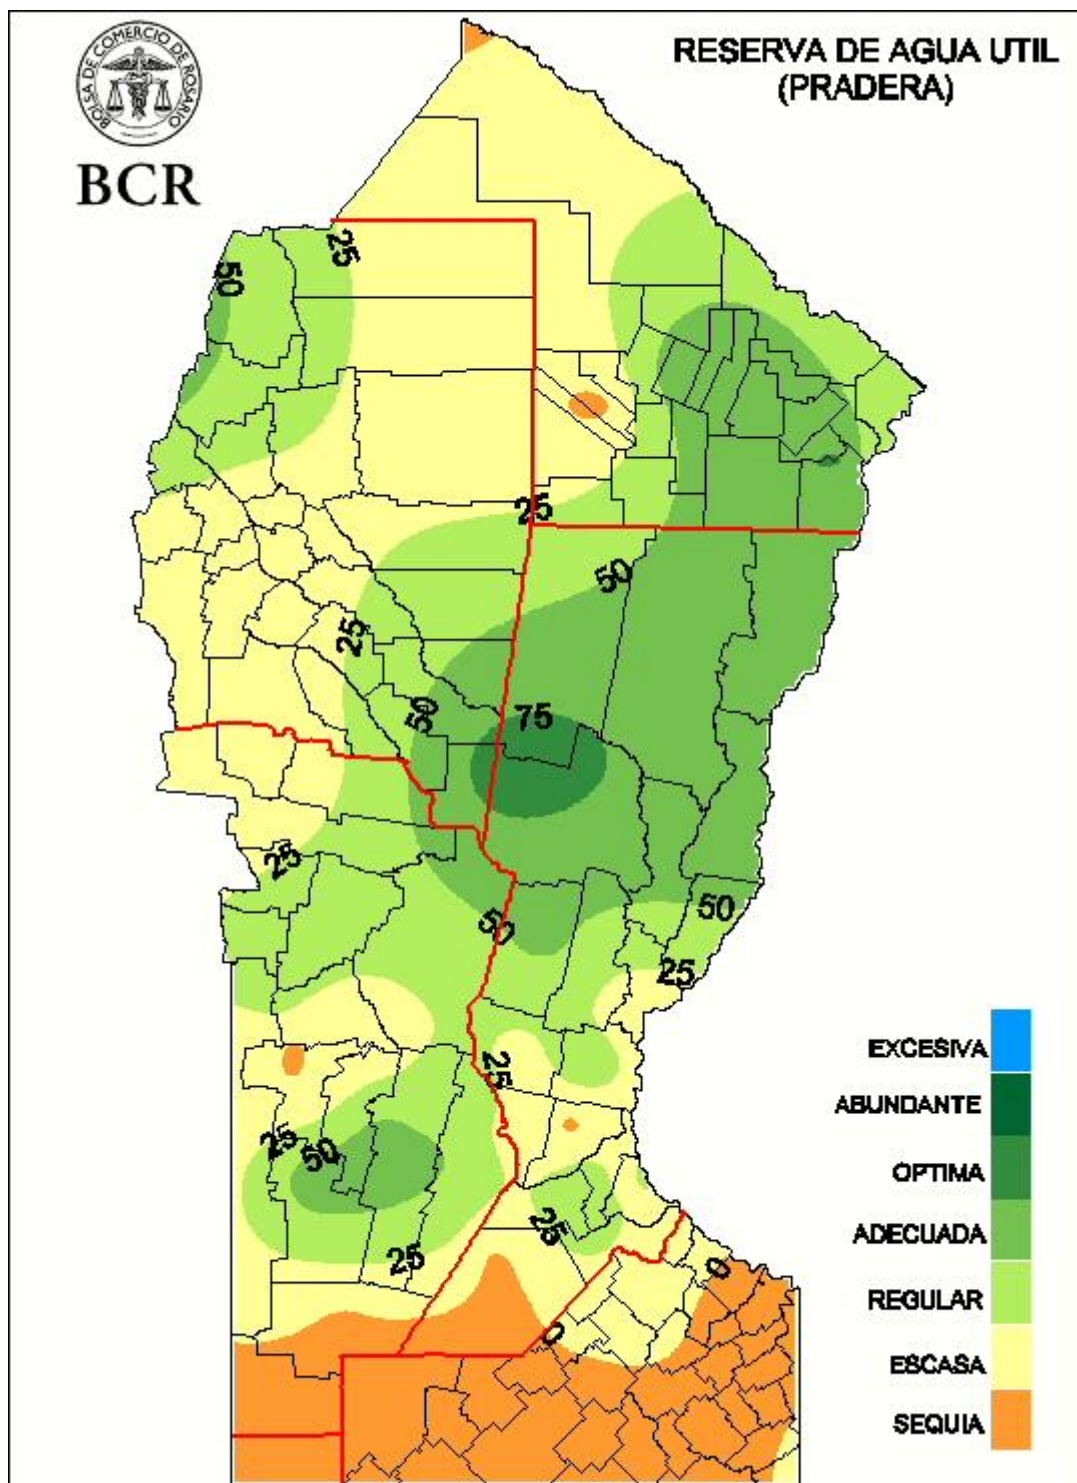 BOLSA DE COMERCIO DE ROSARIO
BCR
RESERVA DE AGUA UTIL
(PRADERA)
25
50
25
50
25
75
50
25
50
50
25
25
25
50
25
25
0
0
EXCESIVA
ABUNDANTE
OPTIMA
ADECUADA
REGULAR
ESCASA
SEQUIA